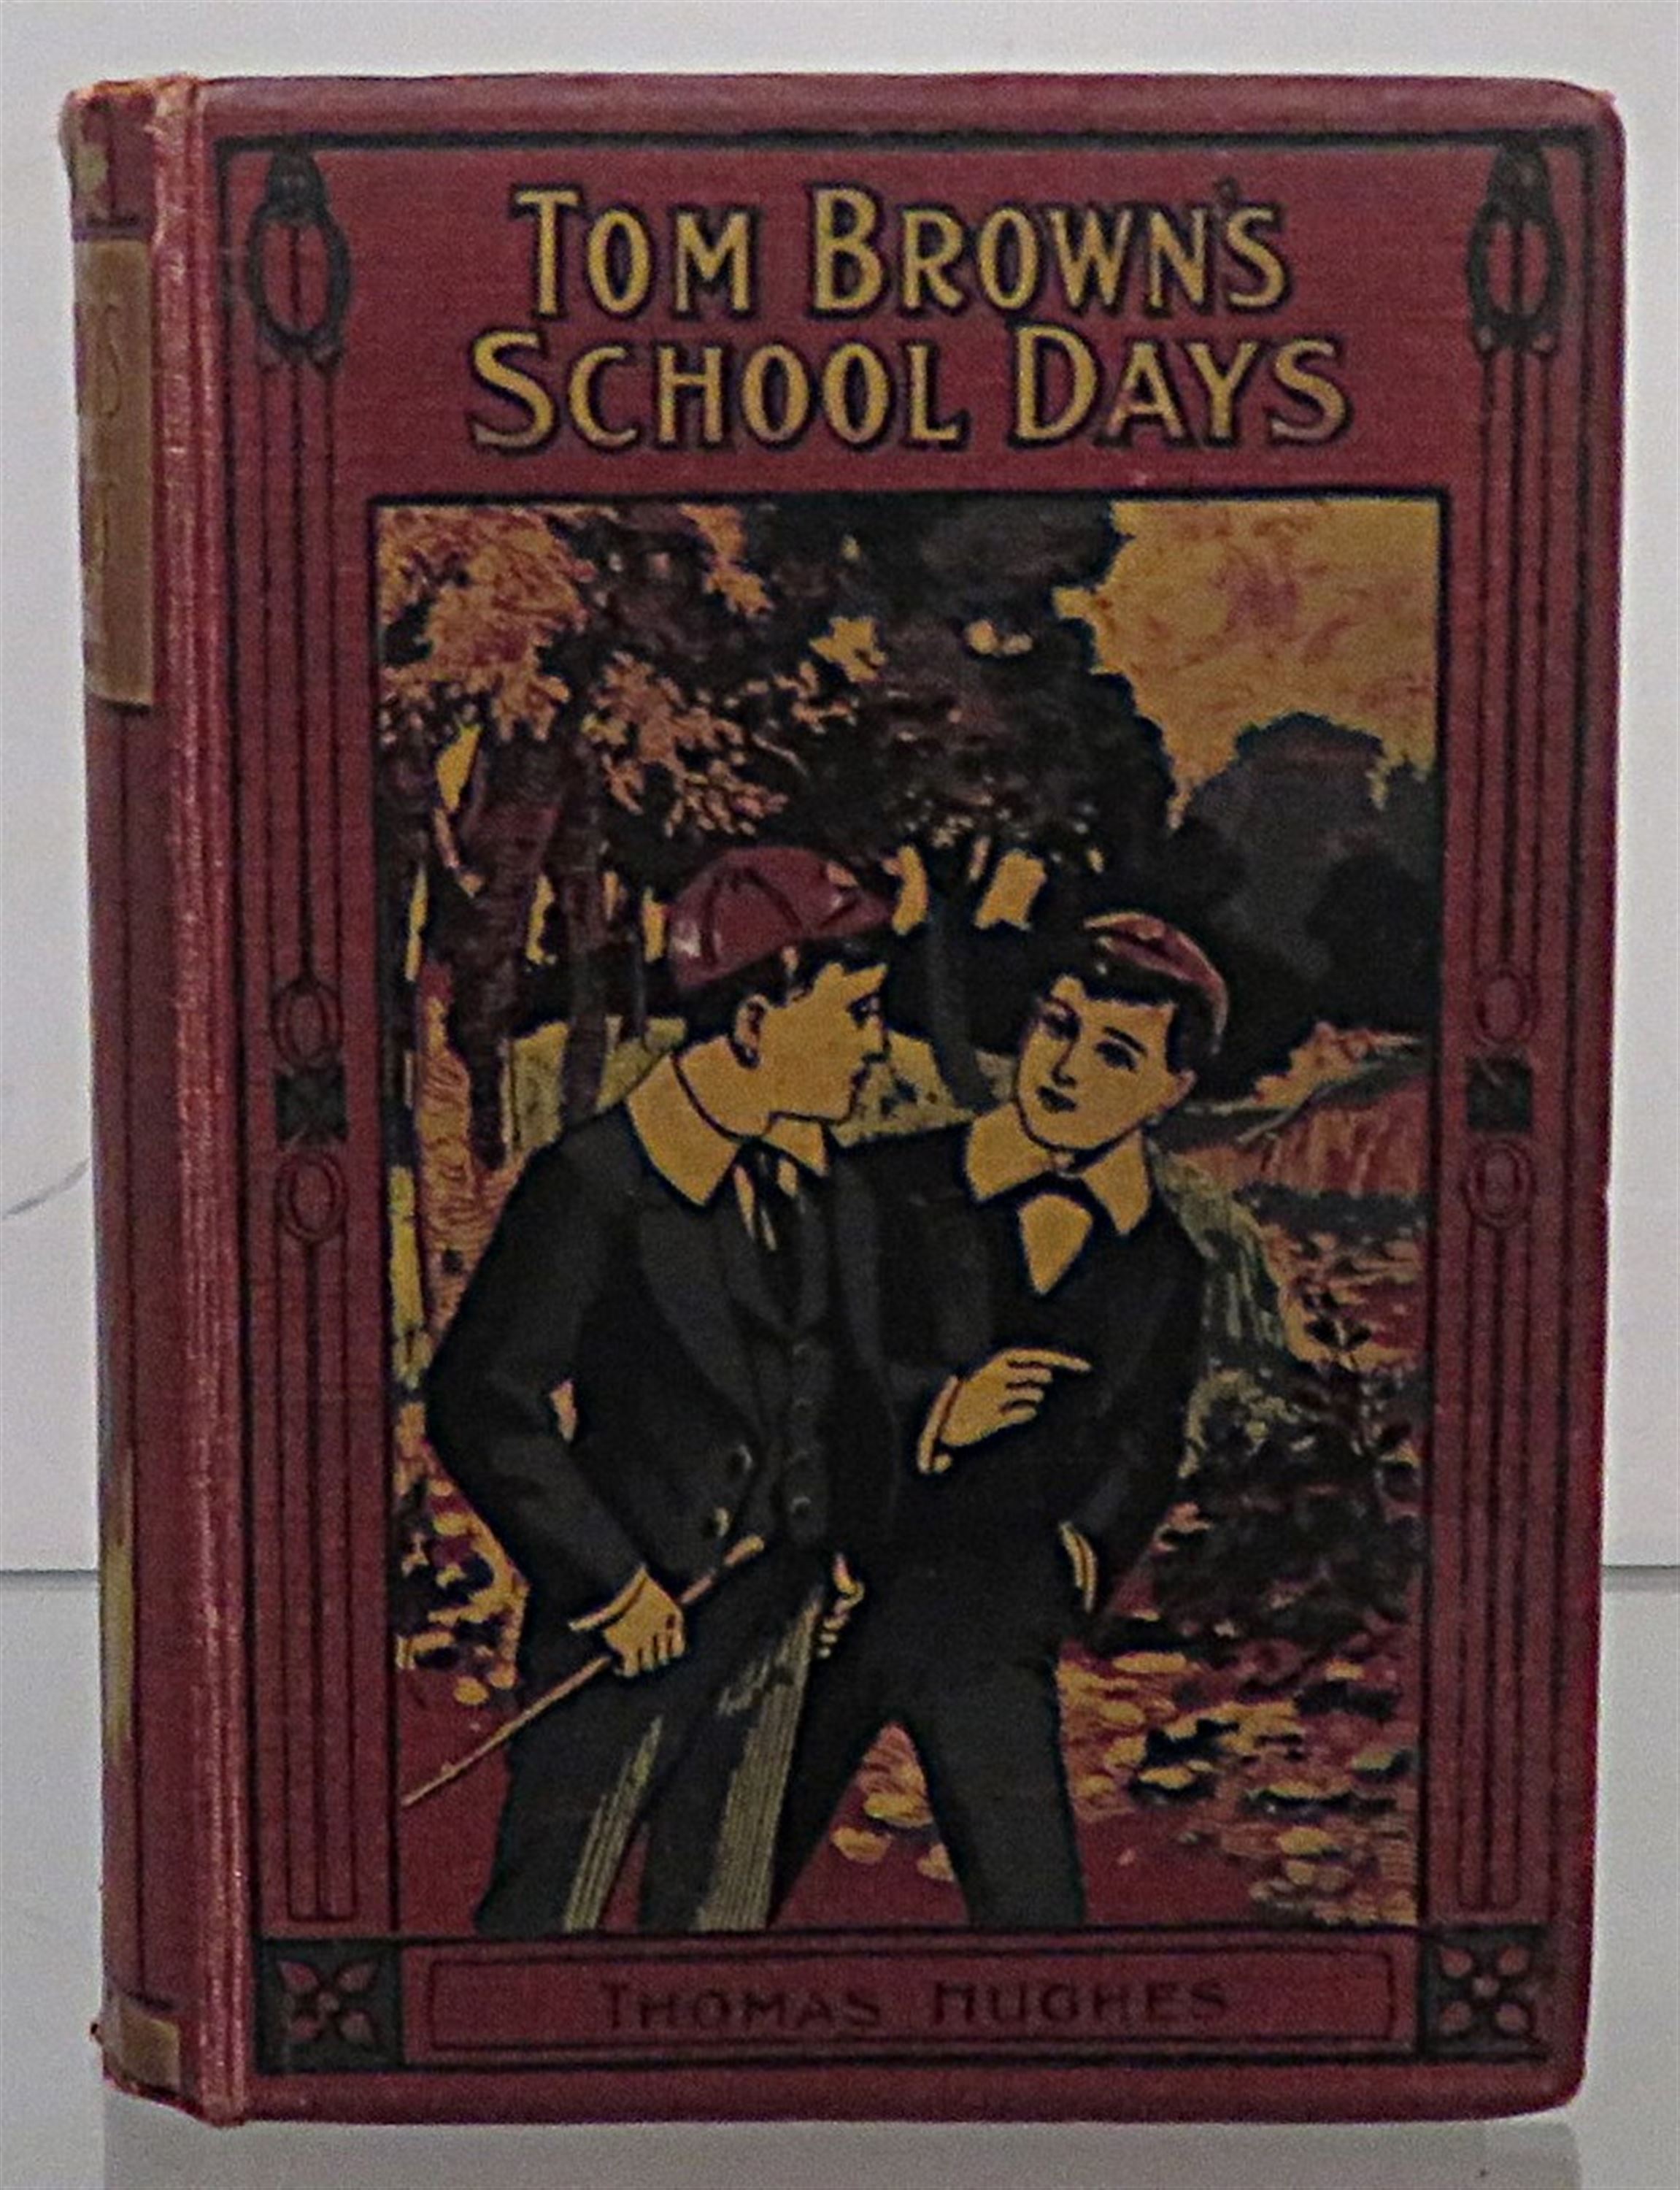 TOM BROWN'S
SCHOOL DAYS
THOMAS HUGHES